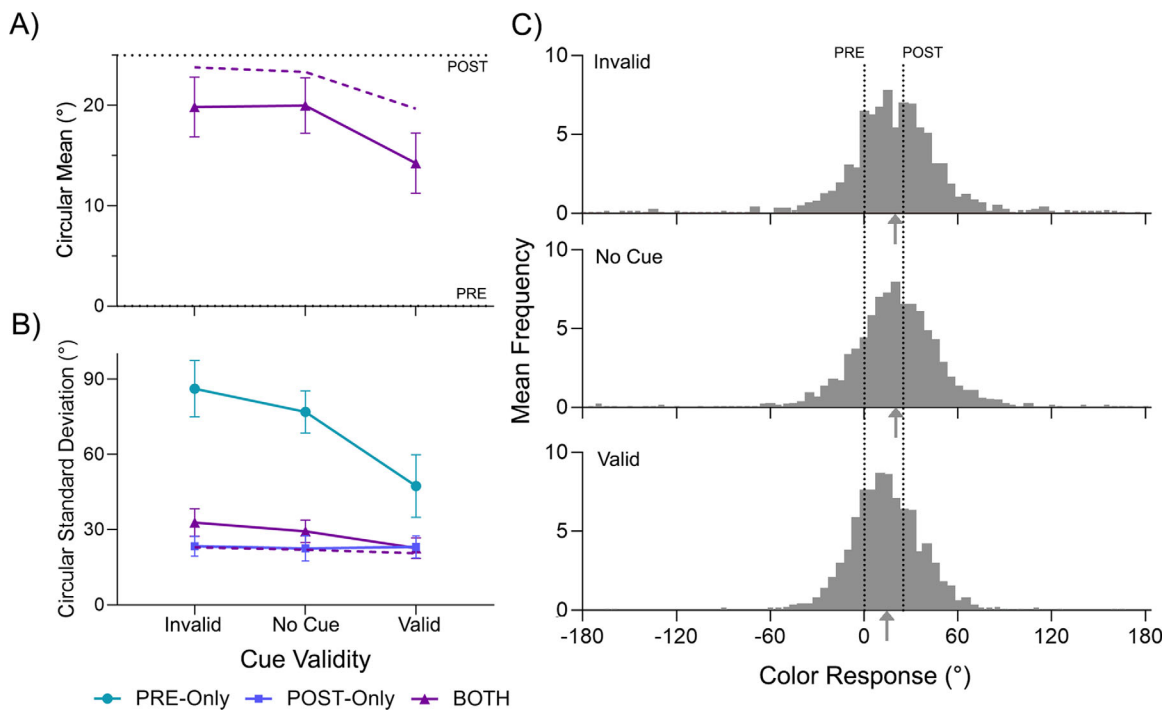 A)
Circular Mean (°)
20
10
0
POST
PRE
B)
Circular Standard Deviation (°)
90
60
30
0
Invalid
No Cue
Valid
Cue Validity
PRE-Only
POST-Only
BOTH
C)
Mean Frequency
PRE
POST
Invalid
10
5
0
No Cue
10
5
0
Valid
10
5
0
-180
-120
-60
0
60
120
180
Color Response (°)